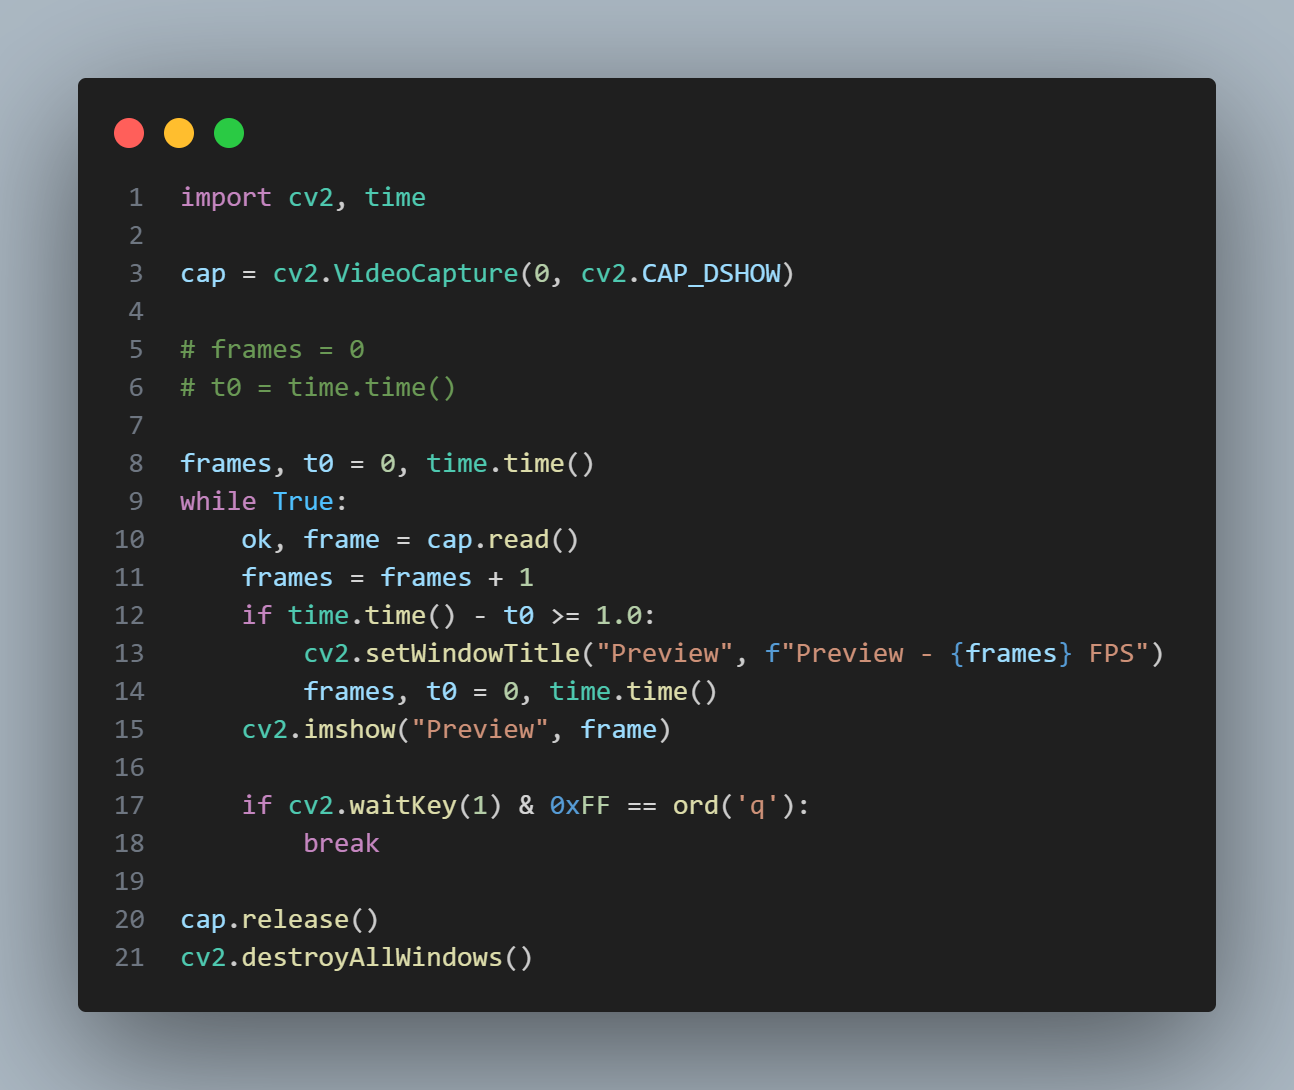 1 import cv2, time
2
3 cap = cv2.VideoCapture(0, cv2.CAP_DSHOW)
4
5 # frames = 0
6 # t0 = time.time()
7
8 frames, t0 = 0, time.time()
9 while True:
10     ok, frame = cap.read()
11     frames = frames + 1
12     if time.time() - t0 >= 1.0:
13         cv2.setWindowTitle("Preview", f"Preview - {frames} FPS")
14         frames, t0 = 0, time.time()
15     cv2.imshow("Preview", frame)
16
17     if cv2.waitKey(1) & 0xFF == ord('q'):
18         break
19
20 cap.release()
21 cv2.destroyAllWindows()